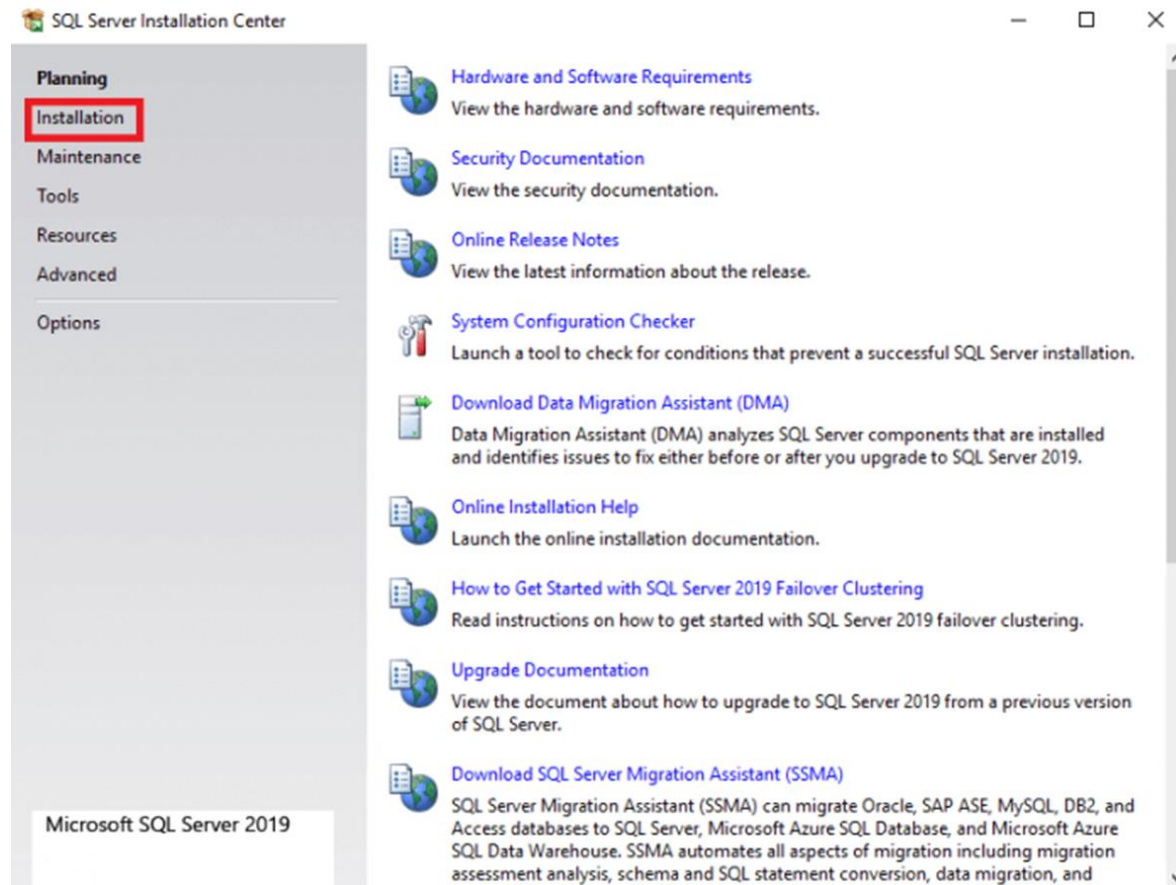 SQL Server Installation Center
Planning
Installation
Maintenance
Tools
Resources
Advanced
Options
Microsoft SQL Server 2019
Hardware and Software Requirements
View the hardware and software requirements.
Security Documentation
View the security documentation.
Online Release Notes
View the latest information about the release.
System Configuration Checker
Launch a tool to check for conditions that prevent a successful SQL Server installation.
Download Data Migration Assistant (DMA)
Data Migration Assistant (DMA) analyzes SQL Server components that are installed
and identifies issues to fix either before or after you upgrade to SQL Server 2019.
Online Installation Help
Launch the online installation documentation.
How to Get Started with SQL Server 2019 Failover Clustering
Read instructions on how to get started with SQL Server 2019 failover clustering.
Upgrade Documentation
View the document about how to upgrade to SQL Server 2019 from a previous version
of SQL Server.
Download SQL Server Migration Assistant (SSMA)
SQL Server Migration Assistant (SSMA) can migrate Oracle, SAP ASE, MySQL, DB2, and
Access databases to SQL Server, Microsoft Azure SQL Database, and Microsoft Azure
SQL Data Warehouse. SSMA automates all aspects of migration including migration
assessment analysis, schema and SQL statement conversion, data migration, and